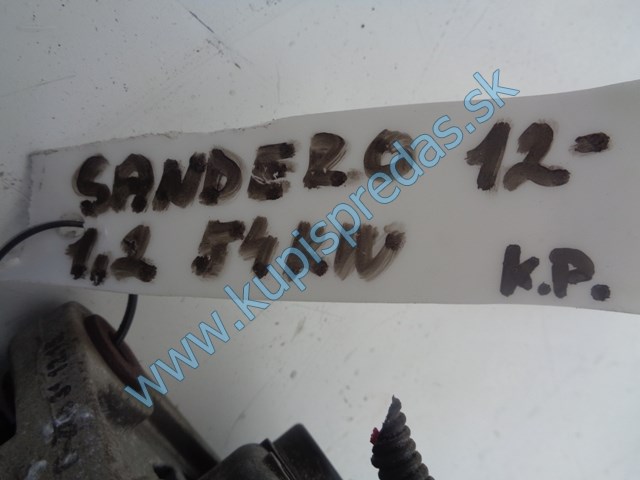 SANDERO 12-
1,2 54kW
K.P.
www.kupispredas.sk